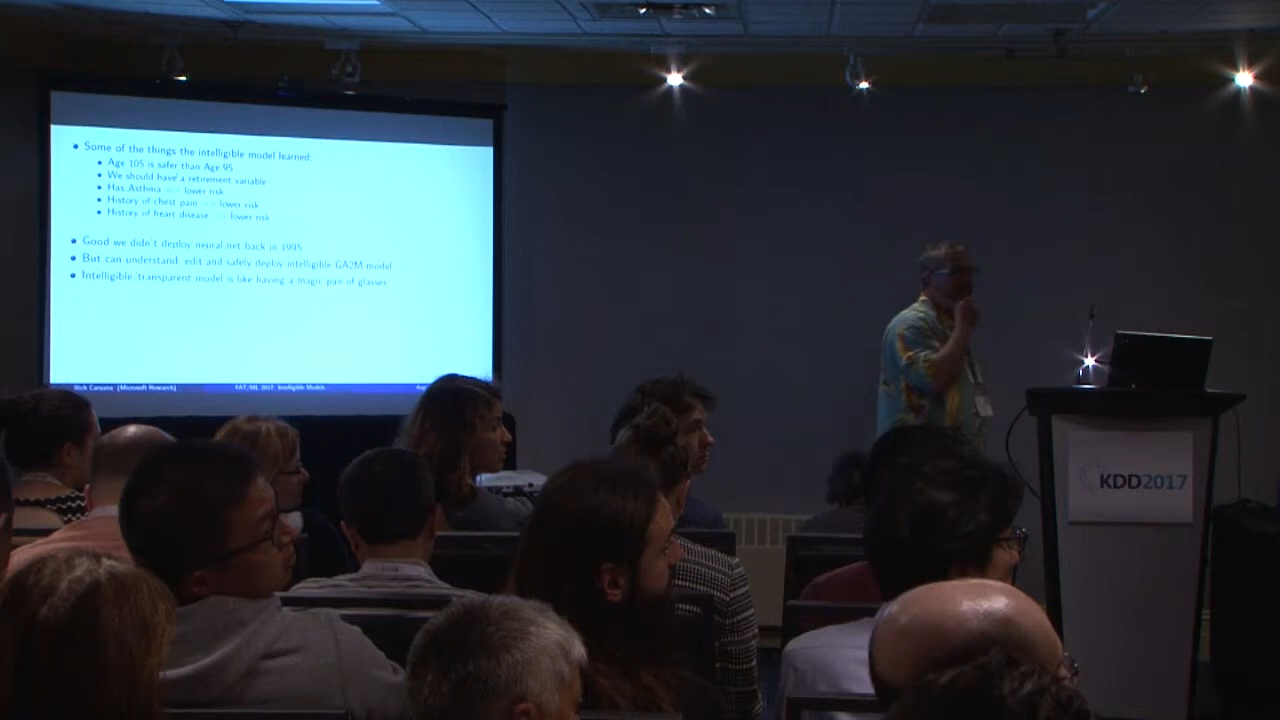 Some of the things the intelligible model learned:
Age 105 is safer than Age 95
We should have a retirement variable
Has Asthma => lower risk
History of chest pain => lower risk
History of heart disease => lower risk
Good we didn't deploy neural net back in 1995
But can understand, edit and safely deploy intelligible GA2M model
Intelligible/transparent model is like having a magic pair of glasses
Rich Caruana (Microsoft Research) FAT/ML 2017: Intelligible Models
KDD2017